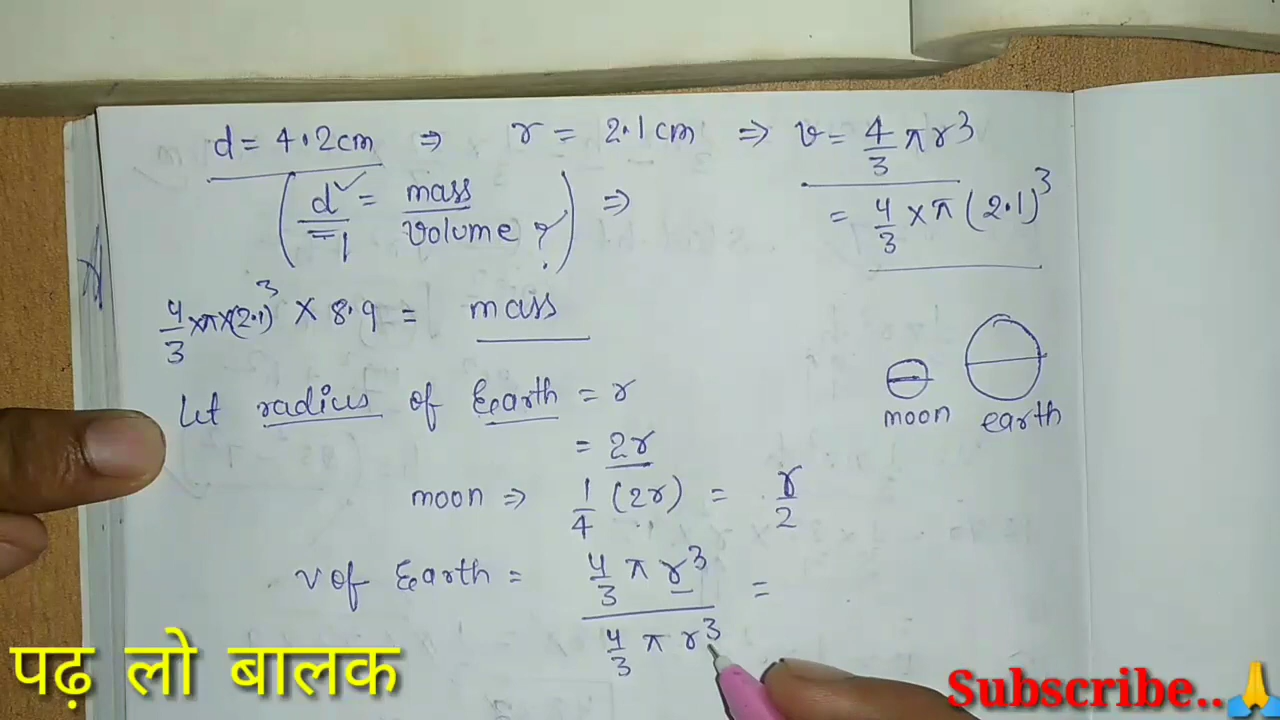 d = 4.2cm ⇒ r = 2.1cm ⇒ v = 4/3 πr³
(d = mass/volume ?) ⇒ = 4/3 × π (2.1)³
4/3 × π × (2.1)³ × 8.9 = mass
let radius of Earth = r
moon earth
= 2r
moon ⇒ 1/4 (2r) = r/2
v of Earth = 4/3 π r³ / 4/3 π r³ =
पढ़ लो बालक
Subscribe..🙏